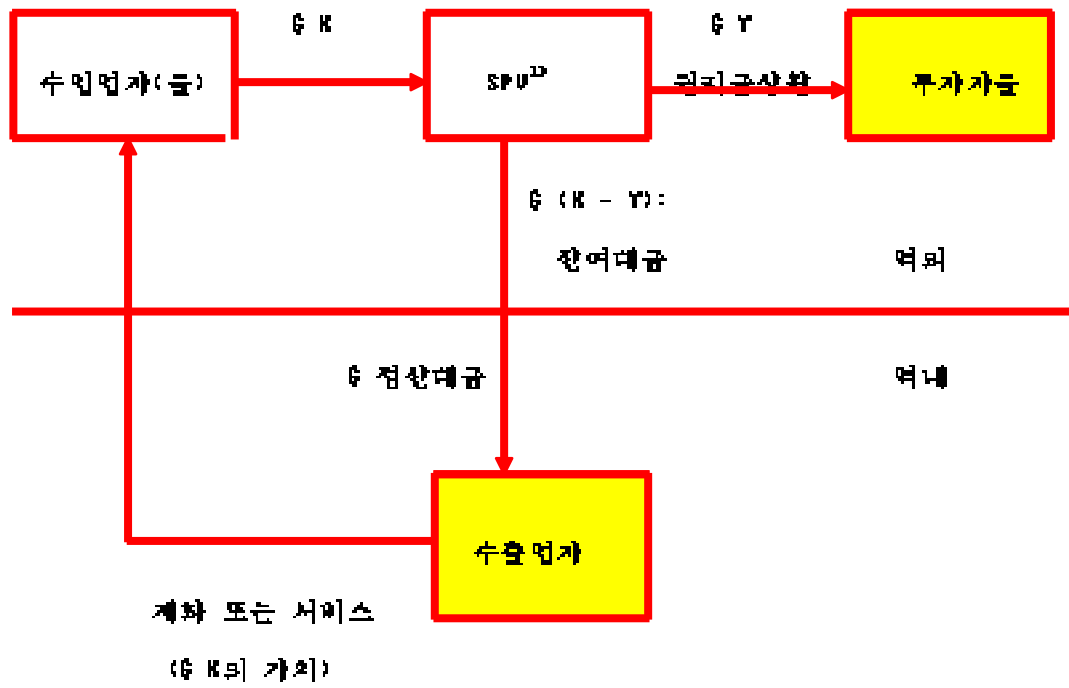 $ X
$ Y
수입업자(들)
SPV1)
원리금상환
투자자들
$ (X - Y):
잔여대금
역외
$ 정산대금
역내
수출업자
재화 또는 서비스
($ X의 가치)